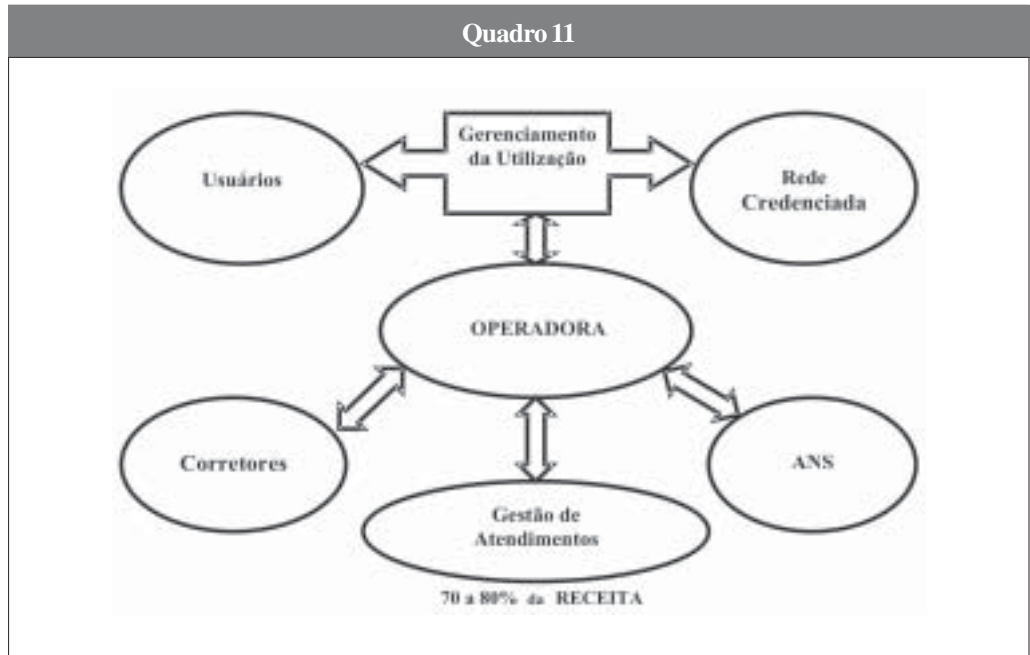 Quadro 11
Gerenciamento
da Utilização
Usuários
Rede
Credenciada
OPERADORA
Corretores
ANS
Gestão de
Atendimentos
70 a 80% da RECEITA